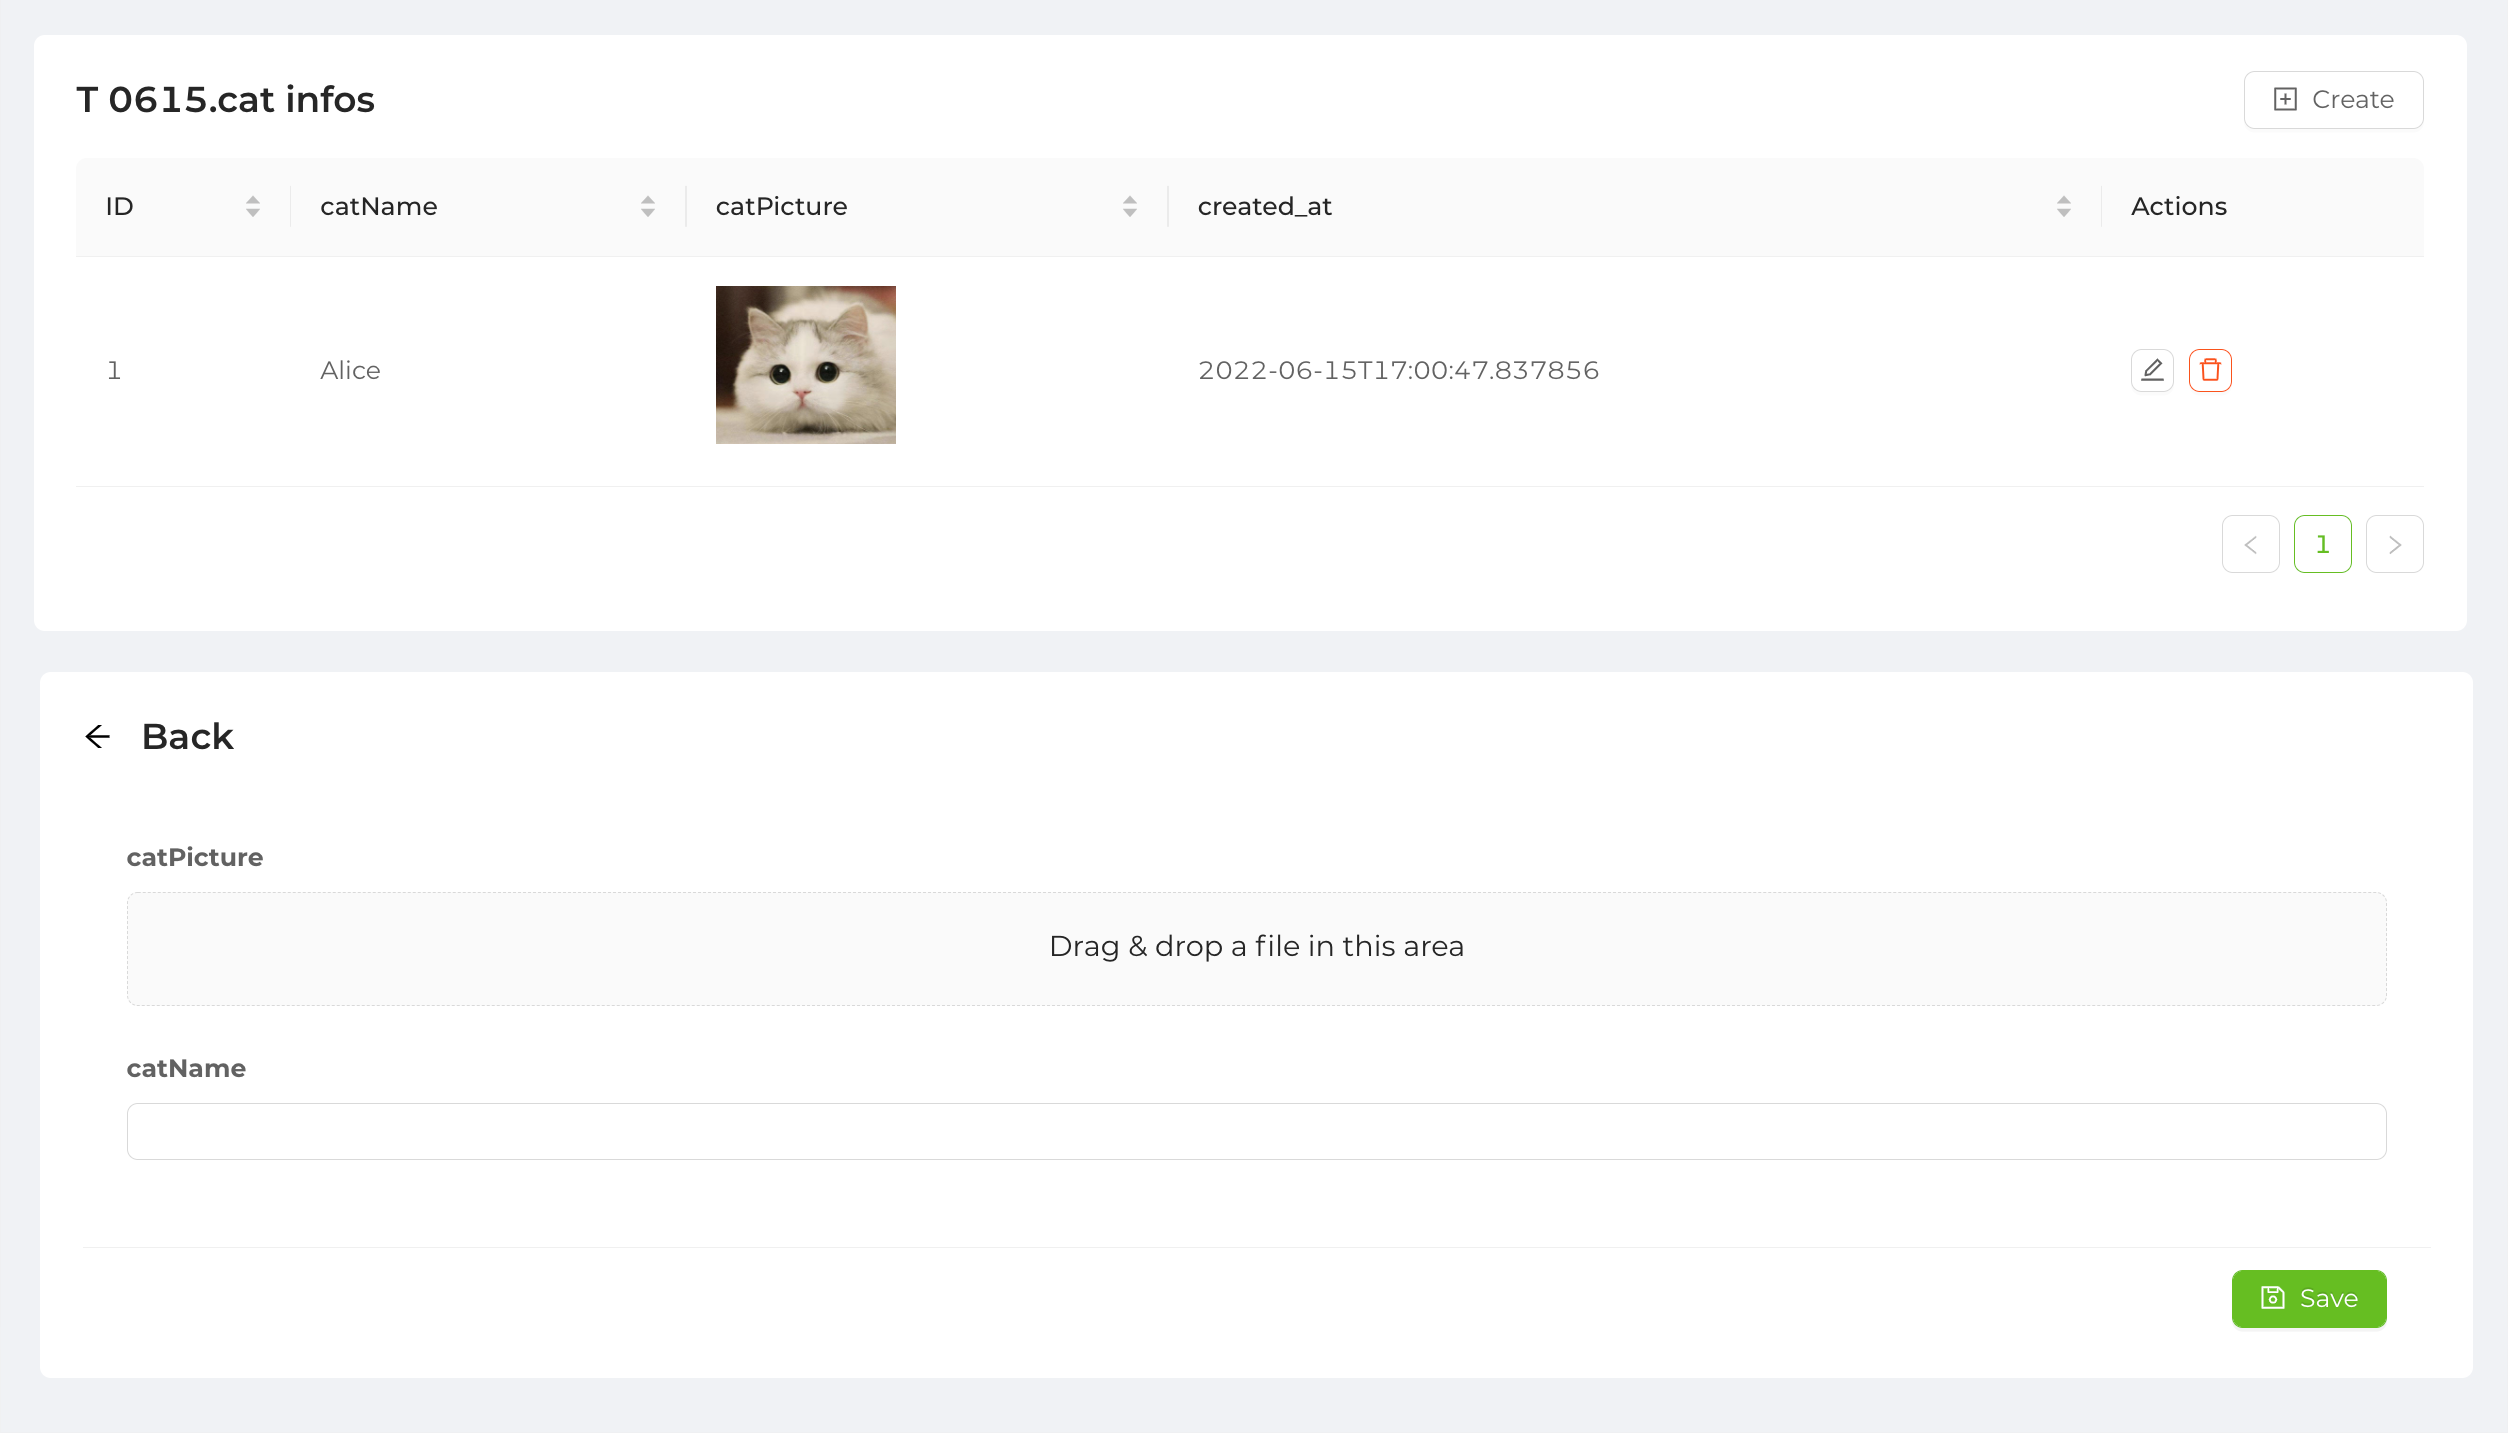 T 0615.cat infos
Create
ID catName catPicture created_at Actions
1 Alice 2022-06-15T17:00:47.837856
1
Back
catPicture
Drag & drop a file in this area
catName
Save